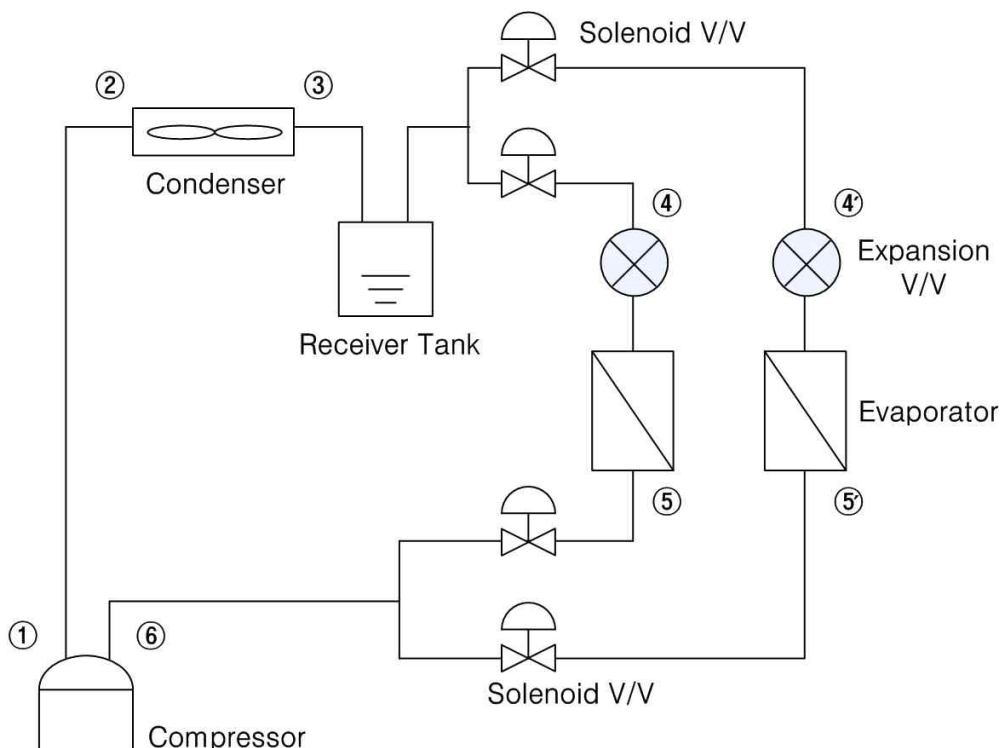 Solenoid V/V
② ③
Condenser
④ ④′
Expansion
V/V
Receiver Tank
Evaporator
⑤ ⑤′
① ⑥
Solenoid V/V
Compressor